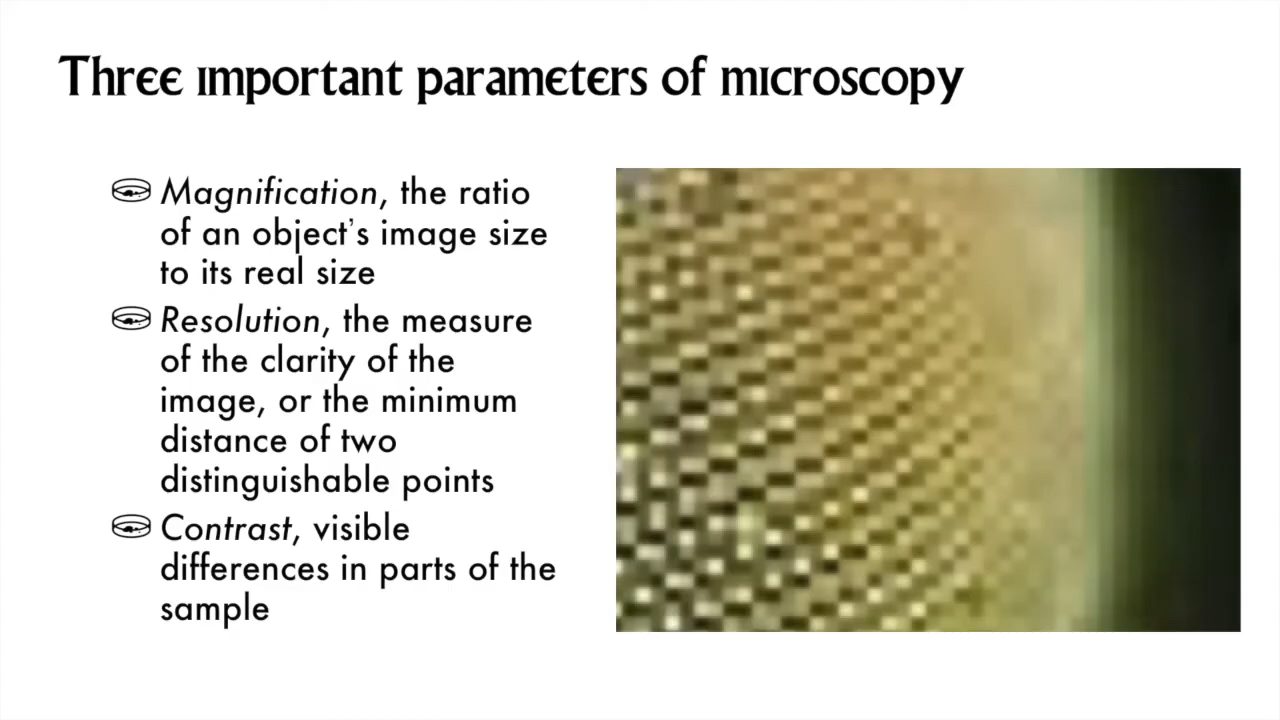 Three important parameters of microscopy
Magnification, the ratio
of an object’s image size
to its real size
Resolution, the measure
of the clarity of the
image, or the minimum
distance of two
distinguishable points
Contrast, visible
differences in parts of the
sample